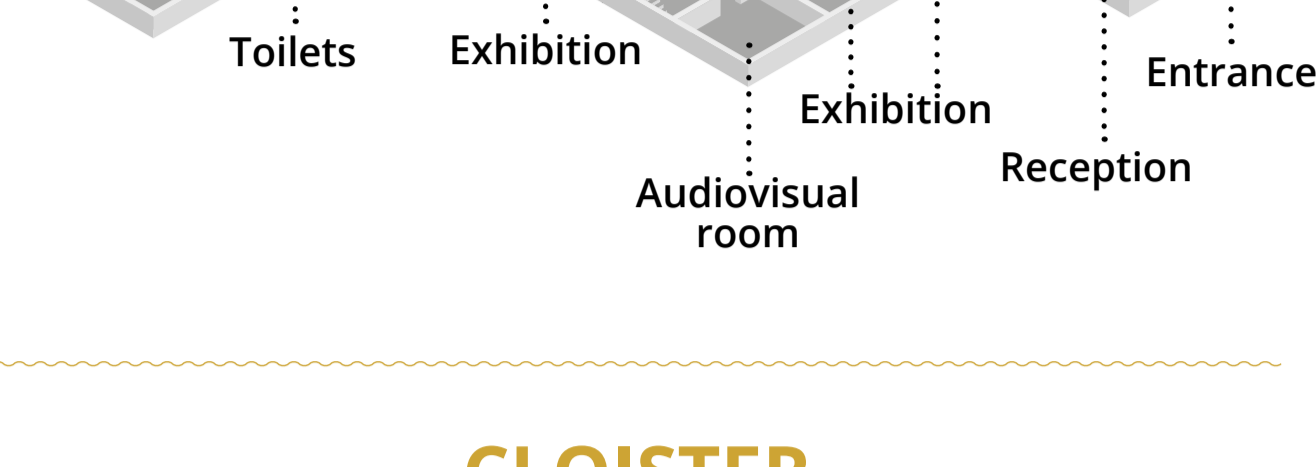 Toilets
Exhibition
Entrance
Exhibition
Reception
Audiovisual
room
CLOISTER